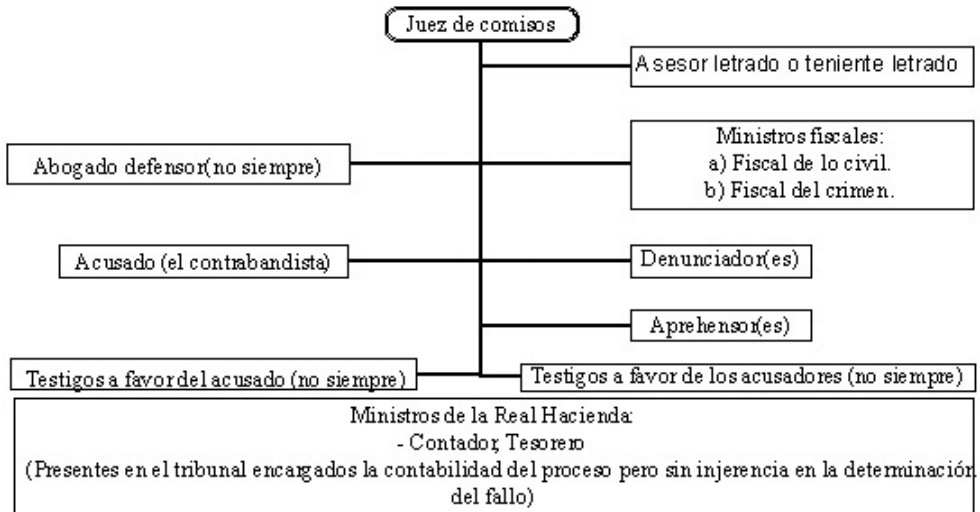 Juez de comisos
Asesor letrado o teniente letrado
Ministros fiscales:
a) Fiscal de lo civil.
b) Fiscal del crimen.
Abogado defensor(no siempre)
Acusado (el contrabandista)
Denunciador(es)
Aprehensor(es)
Testigos a favor del acusado (no siempre)
Testigos a favor de los acusadores (no siempre)
Ministros de la Real Hacienda:
- Contador, Tesorero
(Presentes en el tribunal encargados la contabilidad del proceso pero sin injerencia en la determinación
del fallo)